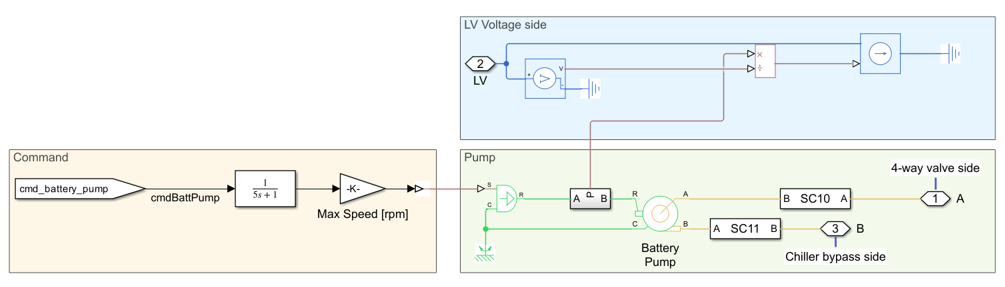 LV Voltage side
2
LV
+
V
-
×
÷
Command
cmd_battery_pump
cmdBattPump
1
5s + 1
-K-
Max Speed [rpm]
Pump
S
C
R
A
P
B
R
C
A
B
Battery
Pump
B SC10 A
A SC11 B
4-way valve side
1
A
3
B
Chiller bypass side